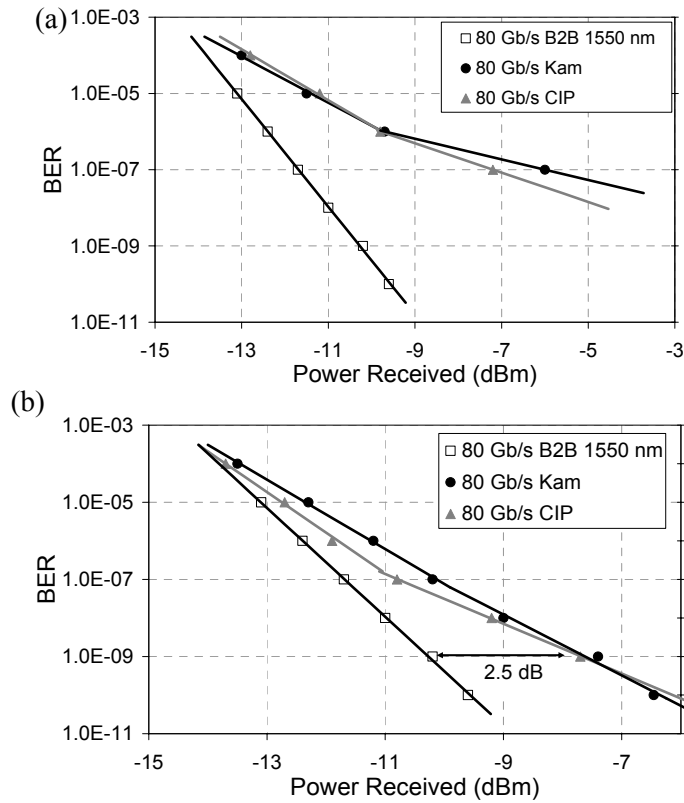 (a)
1.0E-03
1.0E-05
1.0E-07
1.0E-09
1.0E-11
BER
80 Gb/s B2B 1550 nm
80 Gb/s Kam
80 Gb/s CIP
-15 -13 -11 -9 -7 -5 -3
Power Received (dBm)
(b)
1.0E-03
1.0E-05
1.0E-07
1.0E-09
1.0E-11
BER
80 Gb/s B2B 1550 nm
80 Gb/s Kam
80 Gb/s CIP
2.5 dB
-15 -13 -11 -9 -7
Power Received (dBm)